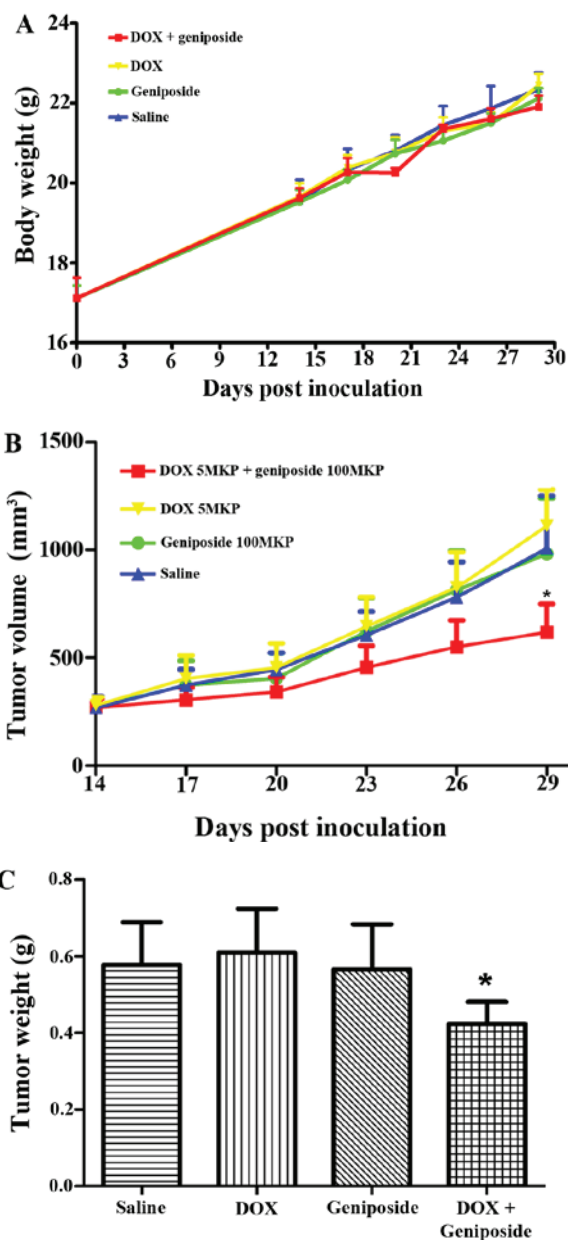 A
DOX + geniposide
DOX
Geniposide
Saline
Body weight (g)
24
22
20
18
16
0 3 6 9 12 15 18 21 24 27 30
Days post inoculation
B
DOX 5MKP + geniposide 100MKP
DOX 5MKP
Geniposide 100MKP
Saline
Tumor volume (mm³)
1500
1000
500
0
*
14 17 20 23 26 29
Days post inoculation
C
Tumor weight (g)
0.8
0.6
0.4
0.2
0.0
*
Saline DOX Geniposide DOX +
Geniposide